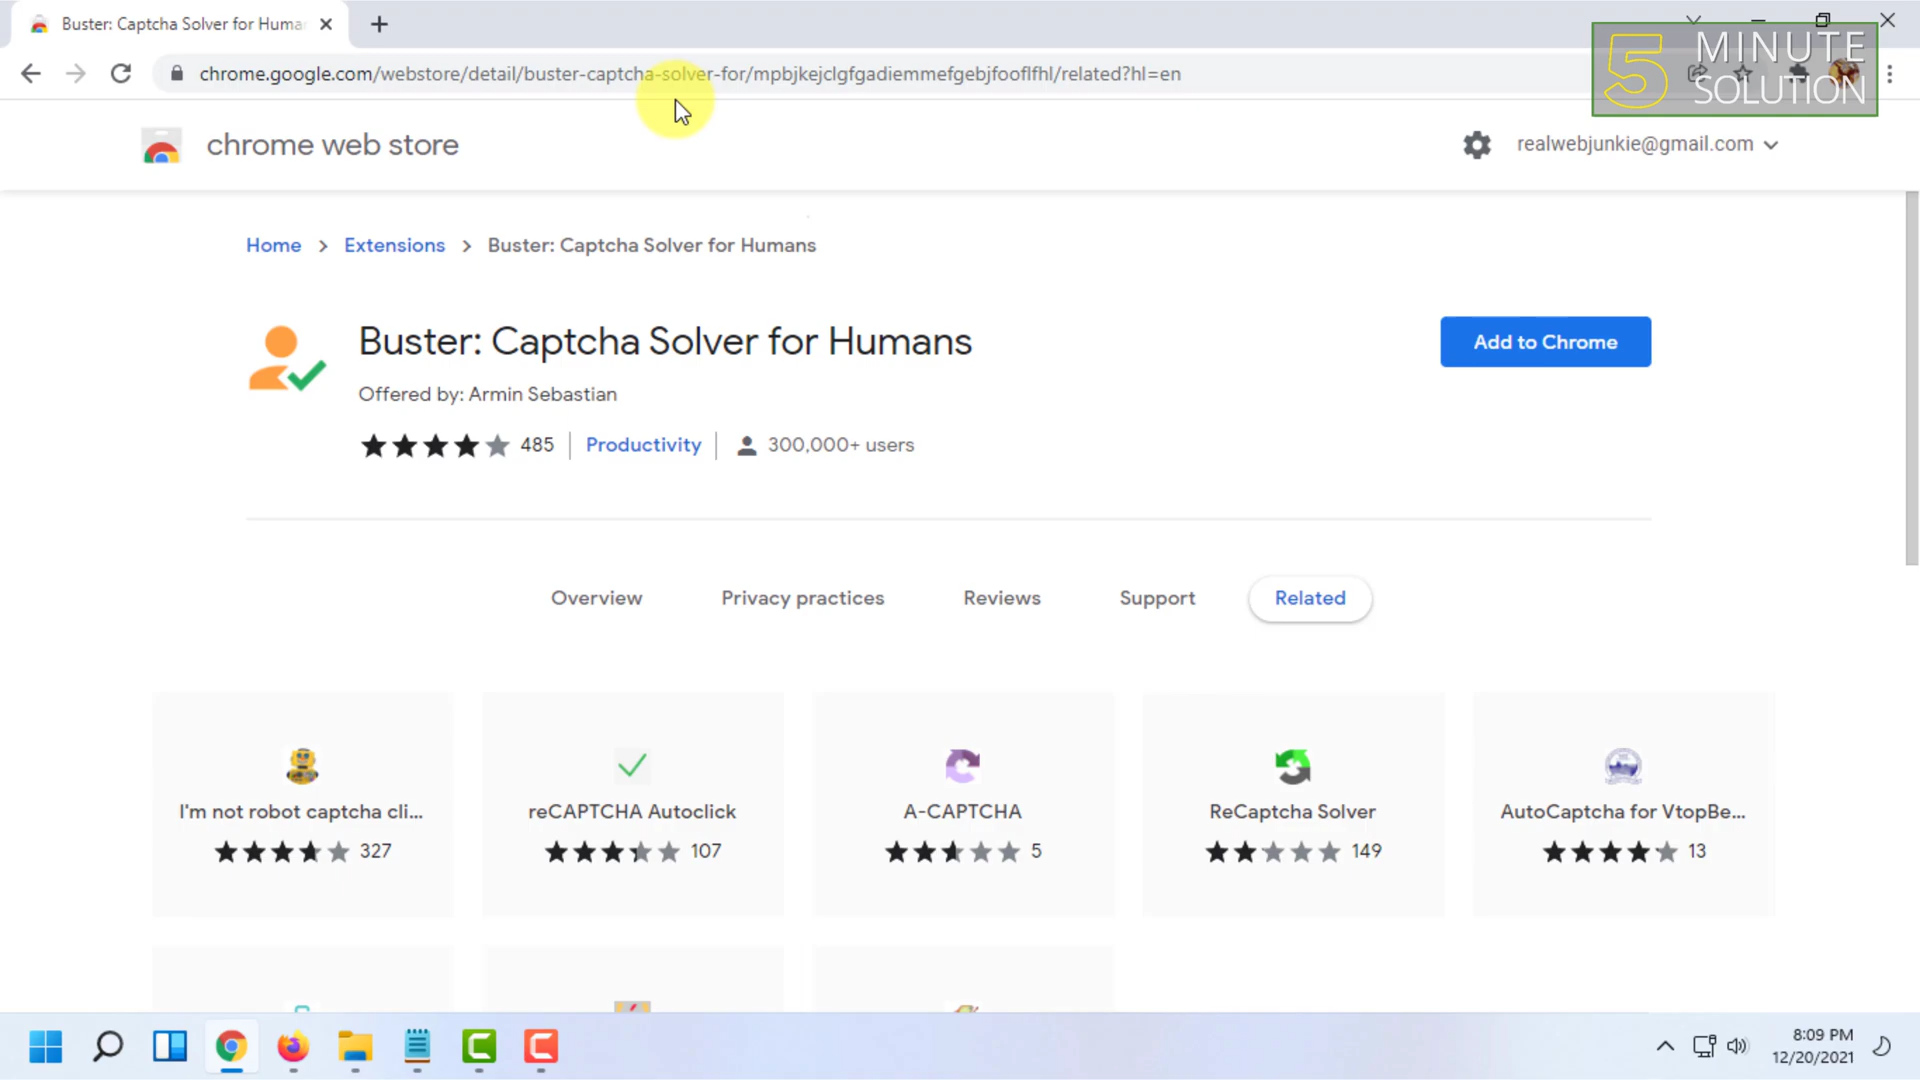 Buster: Captcha Solver for Huma
chrome.google.com/webstore/detail/buster-captcha-solver-for/mpbjkejclgfgadiemmefgebjfooflfhl/related?hl=en
5 MINUTE
SOLUTION
chrome web store
realwebjunkie@gmail.com
Home > Extensions > Buster: Captcha Solver for Humans
Buster: Captcha Solver for Humans
Add to Chrome
Offered by: Armin Sebastian
485 | Productivity | 300,000+ users
Overview Privacy practices Reviews Support Related
I'm not robot captcha cli... reCAPTCHA Autoclick A-CAPTCHA ReCaptcha Solver AutoCaptcha for VtopBe...
327 107 5 149 13
8:09 PM
12/20/2021